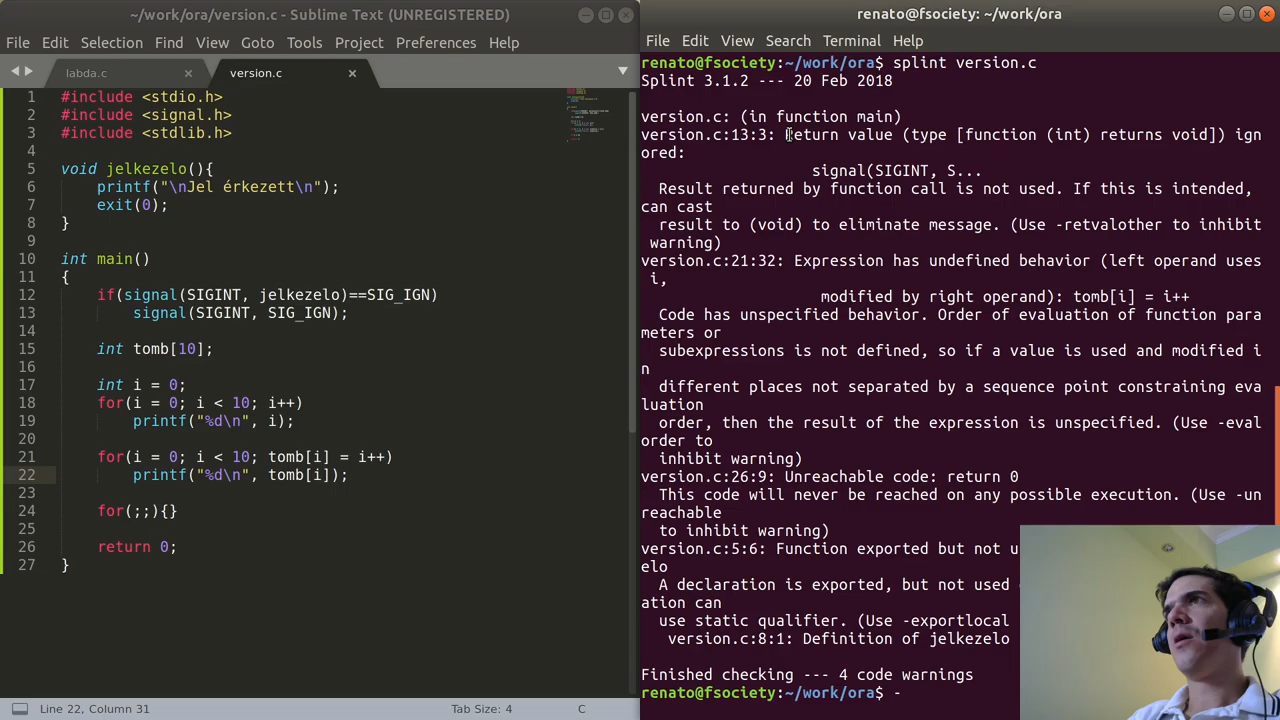 ~/work/ora/version.c - Sublime Text (UNREGISTERED)
File Edit Selection Find View Goto Tools Project Preferences Help
labda.c
version.c
1 #include <stdio.h>
2 #include <signal.h>
3 #include <stdlib.h>
4
5 void jelkezelo(){
6 printf("\nJel érkezett\n");
7 exit(0);
8 }
9
10 int main()
11 {
12 if(signal(SIGINT, jelkezelo)==SIG_IGN)
13 signal(SIGINT, SIG_IGN);
14
15 int tomb[10];
16
17 int i = 0;
18 for(i = 0; i < 10; i++)
19 printf("%d\n", i);
20
21 for(i = 0; i < 10; tomb[i] = i++)
22 printf("%d\n", tomb[i]);
23
24 for(;;){}
25
26 return 0;
27 }
Line 22, Column 31
Tab Size: 4
C
renato@fsociety: ~/work/ora
File Edit View Search Terminal Help
renato@fsociety:~/work/ora$ splint version.c
Splint 3.1.2 --- 20 Feb 2018
version.c: (in function main)
version.c:13:3: Return value (type [function (int) returns void]) ign
ored:
signal(SIGINT, S...
Result returned by function call is not used. If this is intended,
can cast
result to (void) to eliminate message. (Use -retvalother to inhibit
warning)
version.c:21:32: Expression has undefined behavior (left operand uses
i,
modified by right operand): tomb[i] = i++
Code has unspecified behavior. Order of evaluation of function para
meters or
subexpressions is not defined, so if a value is used and modified i
n
different places not separated by a sequence point constraining eva
luation
order, then the result of the expression is unspecified. (Use -eval
order to
inhibit warning)
version.c:26:9: Unreachable code: return 0
This code will never be reached on any possible execution. (Use -un
reachable
to inhibit warning)
version.c:5:6: Function exported but not u
elo
A declaration is exported, but not used
ation can
use static qualifier. (Use -exportlocal
version.c:8:1: Definition of jelkezelo
Finished checking --- 4 code warnings
renato@fsociety:~/work/ora$ -